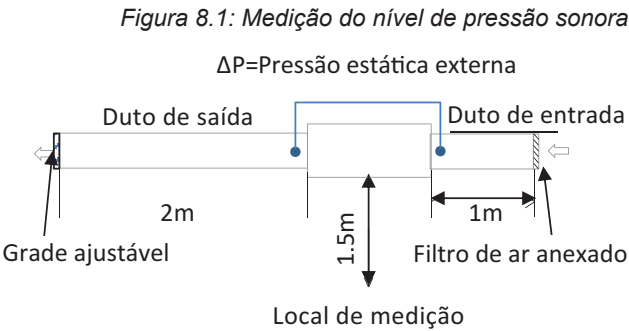 Figura 8.1: Medição do nível de pressão sonora
ΔP=Pressão estática externa
Duto de saída
Duto de entrada
2m
1.5m
1m
Grade ajustável
Filtro de ar anexado
Local de medição